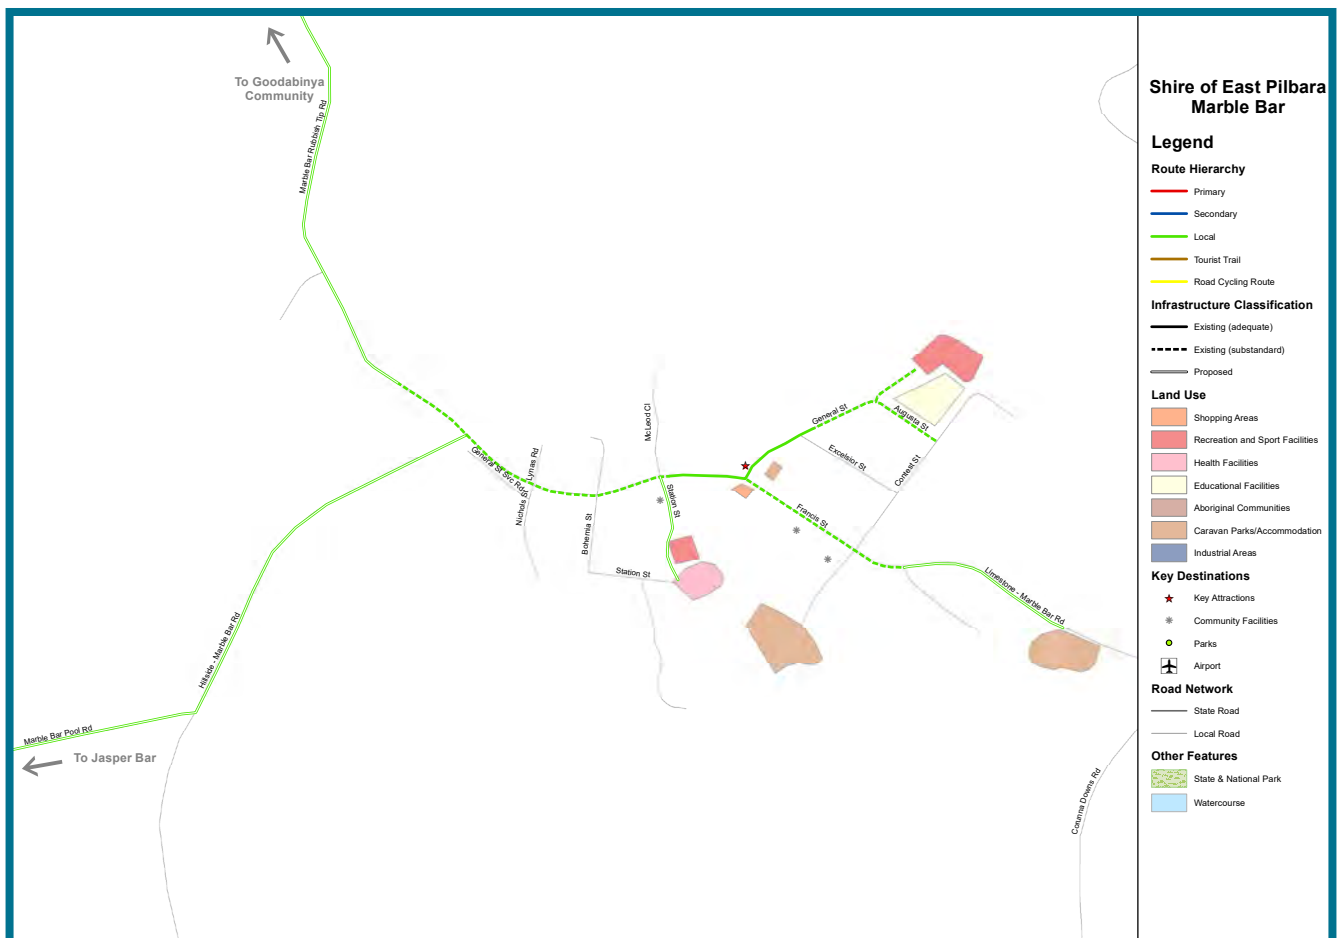 To Goodabinya
Community
Marble Bar Rubbish Tip Rd
General St Svc Rd
Lynas Rd
Nichols St
Bohemia St
McLeod Cl
Station St
Station St
General St
Augusta St
Excelsior St
Contest St
Francis St
Limestone - Marble Bar Rd
Hillside - Marble Bar Rd
Marble Bar Pool Rd
To Jasper Bar
Corunna Downs Rd
Shire of East Pilbara
Marble Bar
Legend
Route Hierarchy
Primary
Secondary
Local
Tourist Trail
Road Cycling Route
Infrastructure Classification
Existing (adequate)
Existing (substandard)
Proposed
Land Use
Shopping Areas
Recreation and Sport Facilities
Health Facilities
Educational Facilities
Aboriginal Communities
Caravan Parks/Accommodation
Industrial Areas
Key Destinations
Key Attractions
Community Facilities
Parks
Airport
Road Network
State Road
Local Road
Other Features
State & National Park
Watercourse